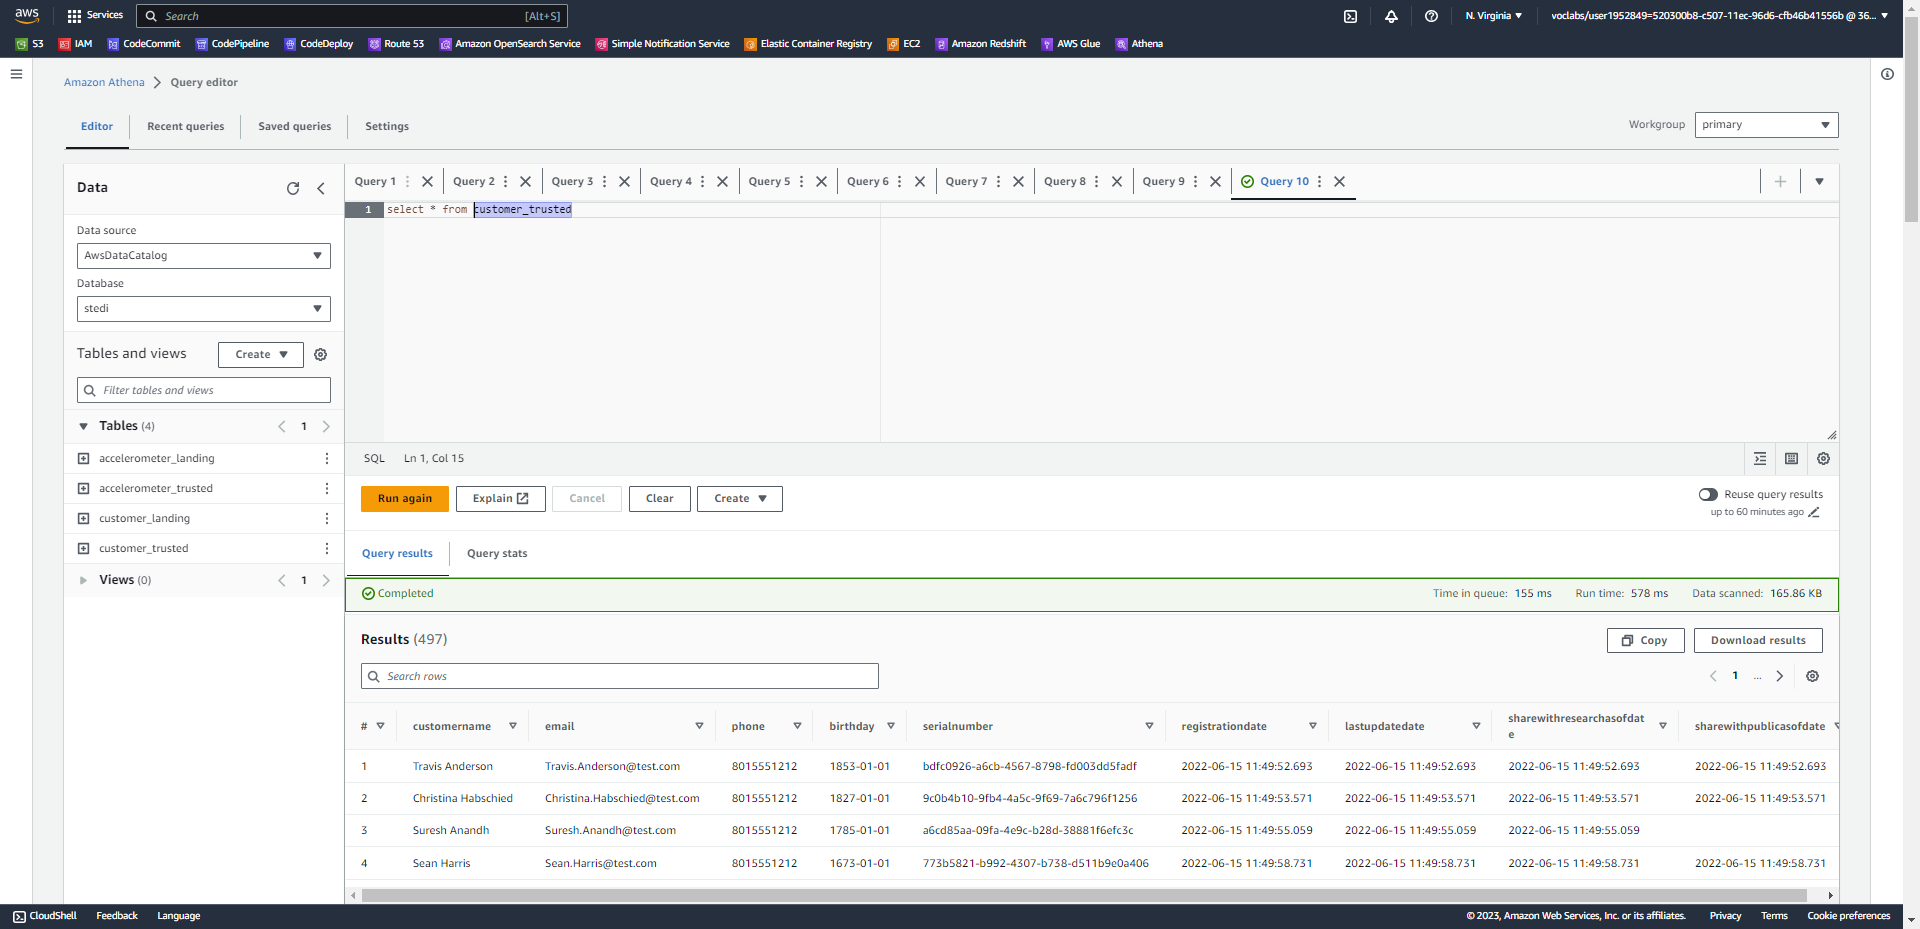 aws
Services
Search
[Alt+S]
N. Virginia
voclabs/user1952849=520300b8-c507-11ec-96d6-cfb46b41556b @ 36...
S3
IAM
CodeCommit
CodePipeline
CodeDeploy
Route 53
Amazon OpenSearch Service
Simple Notification Service
Elastic Container Registry
EC2
Amazon Redshift
AWS Glue
Athena
Amazon Athena
Query editor
Editor
Recent queries
Saved queries
Settings
Workgroup
primary
Data
Data source
AwsDataCatalog
Database
stedi
Tables and views
Create
Filter tables and views
Tables (4)
1
accelerometer_landing
accelerometer_trusted
customer_landing
customer_trusted
Views (0)
1
Query 1
Query 2
Query 3
Query 4
Query 5
Query 6
Query 7
Query 8
Query 9
Query 10
1 select * from customer_trusted
SQL Ln 1, Col 15
Run again
Explain
Cancel
Clear
Create
Reuse query results
up to 60 minutes ago
Query results
Query stats
Completed
Time in queue: 155 ms
Run time: 578 ms
Data scanned: 165.86 KB
Results (497)
Copy
Download results
Search rows
1 ...
# customername email phone birthday serialnumber registrationdate lastupdatedate sharewithresearchasofdate sharewithpublicasofdate
1 Travis Anderson Travis.Anderson@test.com 8015551212 1853-01-01 bdfc0926-a6cb-4567-8798-fd003dd5fadf 2022-06-15 11:49:52.693 2022-06-15 11:49:52.693 2022-06-15 11:49:52.693 2022-06-15 11:49:52.693
2 Christina Habschied Christina.Habschied@test.com 8015551212 1827-01-01 9c0b4b10-9fb4-4a5c-9f69-7a6c796f1256 2022-06-15 11:49:53.571 2022-06-15 11:49:53.571 2022-06-15 11:49:53.571 2022-06-15 11:49:53.571
3 Suresh Anandh Suresh.Anandh@test.com 8015551212 1785-01-01 a6cd85aa-09fa-4e9c-b28d-38881f6efc3c 2022-06-15 11:49:55.059 2022-06-15 11:49:55.059 2022-06-15 11:49:55.059
4 Sean Harris Sean.Harris@test.com 8015551212 1673-01-01 773b5821-b992-4307-b738-d511b9e0a406 2022-06-15 11:49:58.731 2022-06-15 11:49:58.731 2022-06-15 11:49:58.731 2022-06-15 11:49:58.731
CloudShell
Feedback
Language
© 2023, Amazon Web Services, Inc. or its affiliates.
Privacy
Terms
Cookie preferences